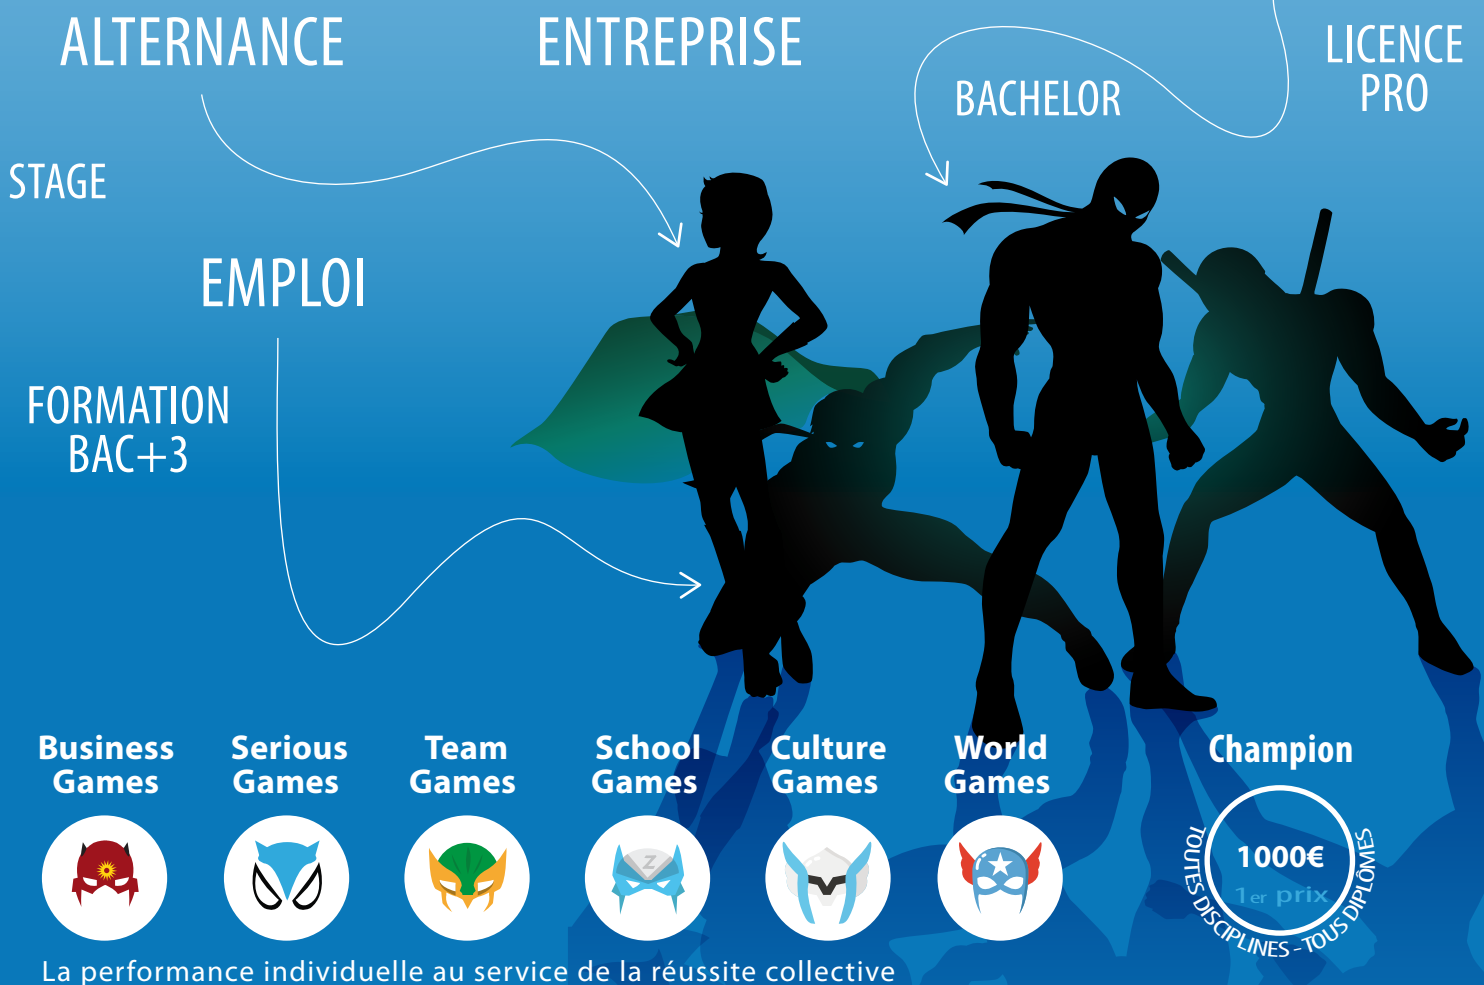 ALTERNANCE
ENTREPRISE
LICENCE
PRO
BACHELOR
STAGE
EMPLOI
FORMATION
BAC+3
Business
Games
Serious
Games
Team
Games
School
Games
Culture
Games
World
Games
Champion
Z
1000€
1er prix
TOUTES DISCIPLINES - TOUS DIPLÔMES
La performance individuelle au service de la réussite collective